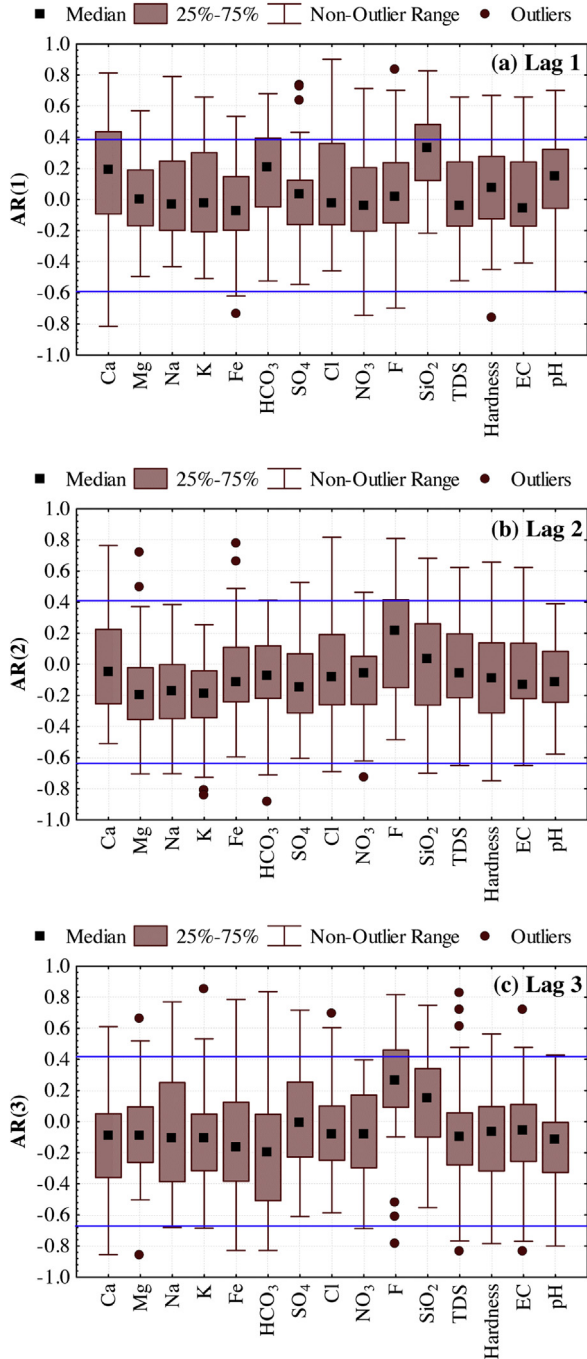 Median 25%-75% Non-Outlier Range Outliers
(a) Lag 1
1.0
0.8
0.6
0.4
0.2
0.0
-0.2
-0.4
-0.6
-0.8
-1.0
AR(1)
Ca Mg Na K Fe HCO₃ SO₄ Cl NO₃ F SiO₂ TDS Hardness EC pH
Median 25%-75% Non-Outlier Range Outliers
(b) Lag 2
1.0
0.8
0.6
0.4
0.2
0.0
-0.2
-0.4
-0.6
-0.8
-1.0
AR(2)
Ca Mg Na K Fe HCO₃ SO₄ Cl NO₃ F SiO₂ TDS Hardness EC pH
Median 25%-75% Non-Outlier Range Outliers
(c) Lag 3
1.0
0.8
0.6
0.4
0.2
0.0
-0.2
-0.4
-0.6
-0.8
-1.0
AR(3)
Ca Mg Na K Fe HCO₃ SO₄ Cl NO₃ F SiO₂ TDS Hardness EC pH